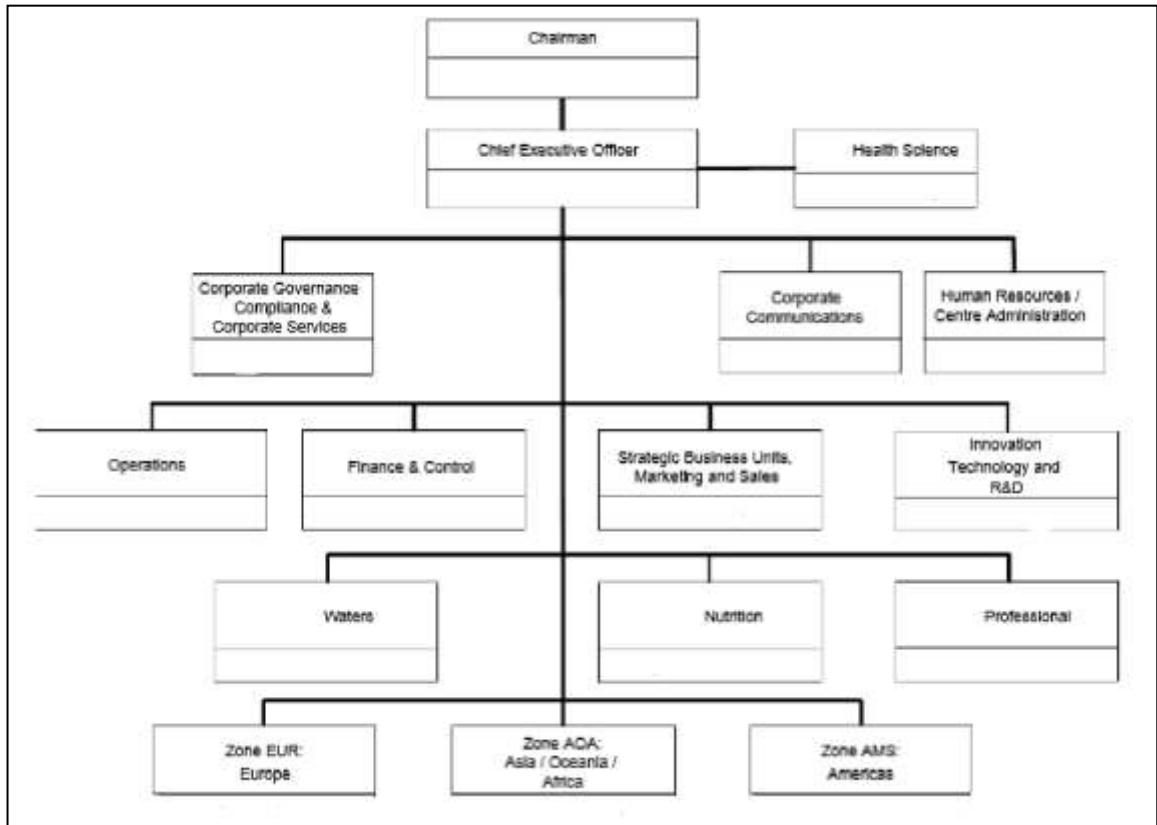 Chairman
Chief Executive Officer
Health Science
Corporate Governance
Compliance &
Corporate Services
Corporate
Communications
Human Resources /
Centre Administration
Operations
Finance & Control
Strategic Business Units,
Marketing and Sales
Innovation
Technology and
R&D
Waters
Nutrition
Professional
Zone EUR:
Europe
Zone AOA:
Asia / Oceania /
Africa
Zone AMS:
Americas